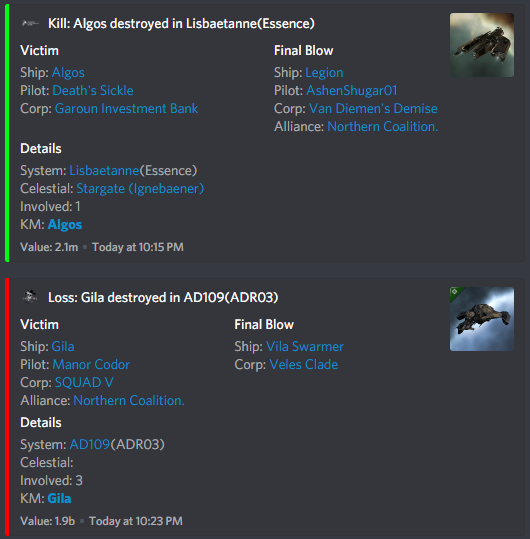 Kill: Algos destroyed in Lisbaetanne(Essence)
Victim
Ship: Algos
Pilot: Death's Sickle
Corp: Garoun Investment Bank
Final Blow
Ship: Legion
Pilot: AshenShugar01
Corp: Van Diemen's Demise
Alliance: Northern Coalition.
Details
System: Lisbaetanne(Essence)
Celestial: Stargate (Ignebaener)
Involved: 1
KM: Algos
Value: 2.1m • Today at 10:15 PM
Loss: Gila destroyed in AD109(ADR03)
Victim
Ship: Gila
Pilot: Manor Codor
Corp: SQUAD V
Alliance: Northern Coalition.
Final Blow
Ship: Vila Swarmer
Corp: Veles Clade
Details
System: AD109(ADR03)
Celestial:
Involved: 3
KM: Gila
Value: 1.9b • Today at 10:23 PM